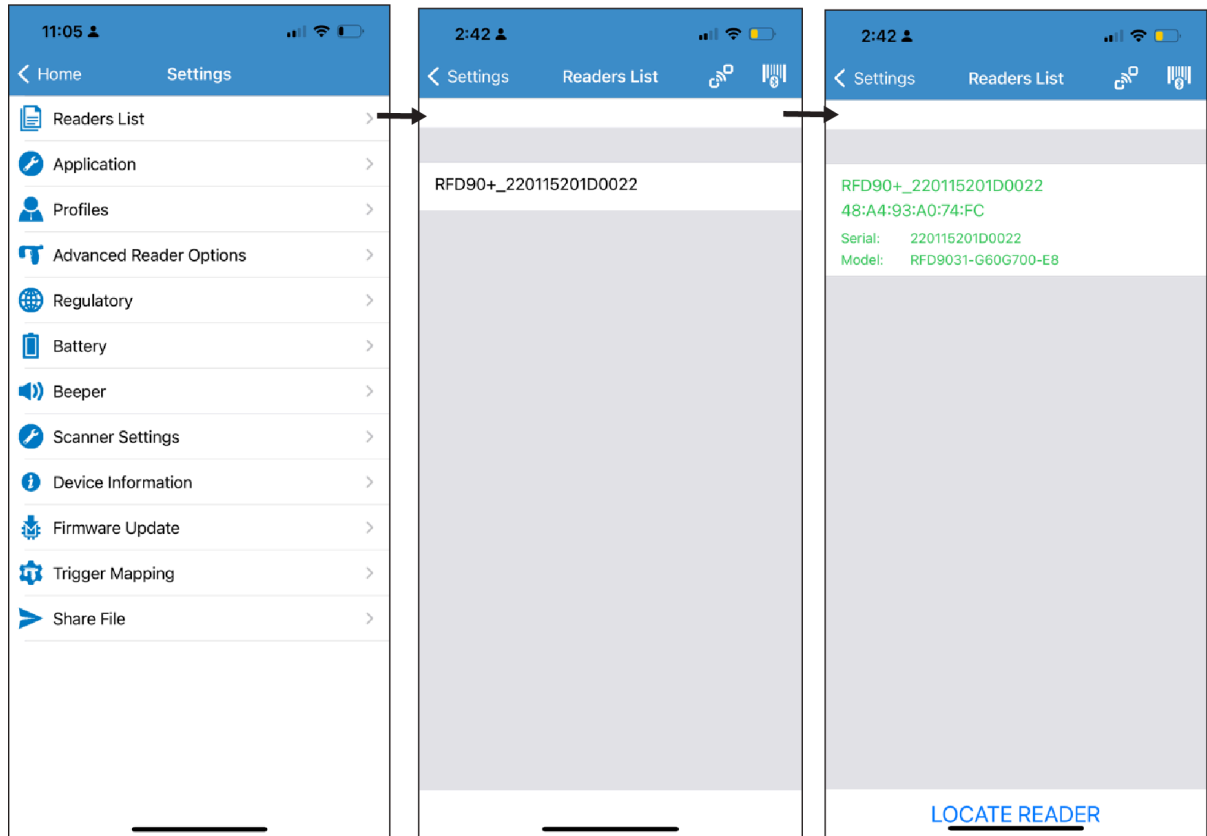 11:05
Home Settings
Readers List
Application
Profiles
Advanced Reader Options
Regulatory
Battery
Beeper
Scanner Settings
Device Information
Firmware Update
Trigger Mapping
Share File
2:42
Settings Readers List
RFD90+_220115201D0022
2:42
Settings Readers List
RFD90+_220115201D0022
48:A4:93:A0:74:FC
Serial: 220115201D0022
Model: RFD9031-G60G700-E8
LOCATE READER